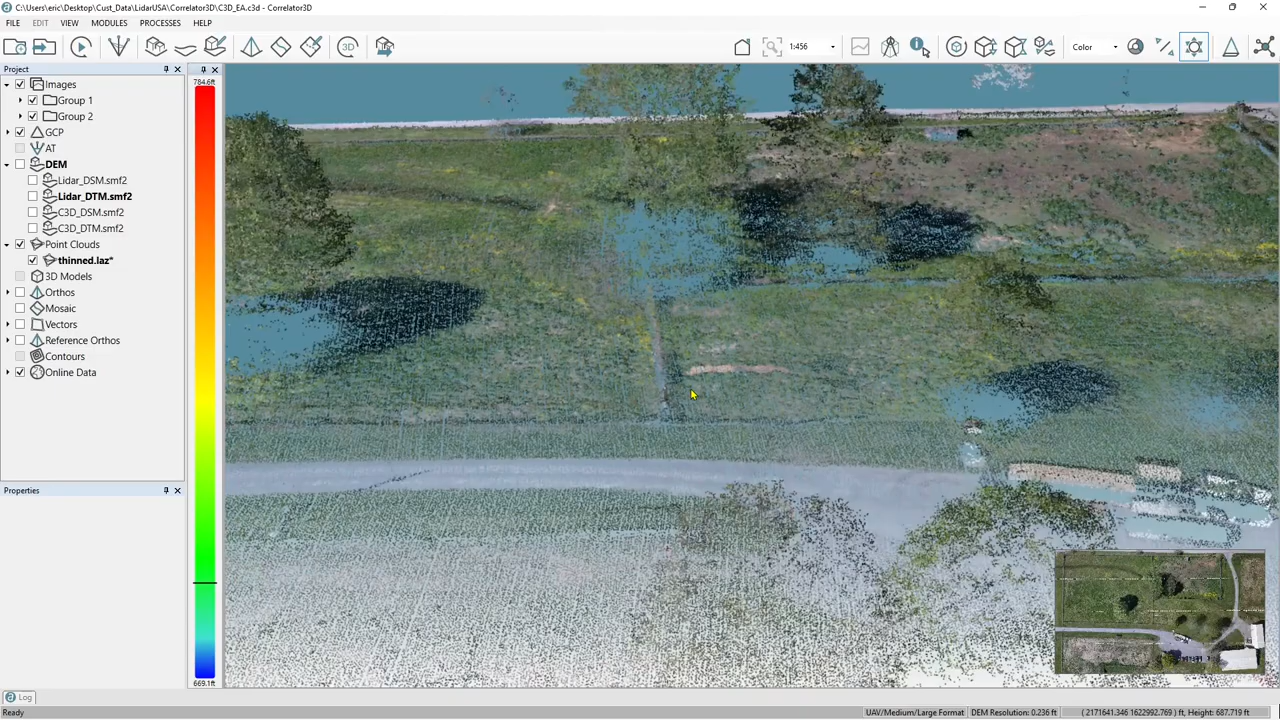 C:\Users\eric\Desktop\Cust_Data\LidarUSA\Correlator3D\C3D_EA.c3d - Correlator3D
FILE EDIT VIEW MODULES PROCESSES HELP
1:456 Color
Project
784.6ft
Images
Group 1
Group 2
GCP
AT
DEM
Lidar_DSM.smf2
Lidar_DTM.smf2
C3D_DSM.smf2
C3D_DTM.smf2
Point Clouds
thinned.laz*
3D Models
Orthos
Mosaic
Vectors
Reference Orthos
Contours
Online Data
Properties
669.1ft
Log
Ready UAV/Medium/Large Format DEM Resolution: 0.236 ft ( 2171641.346 1622992.769 ) ft, Height: 687.719 ft